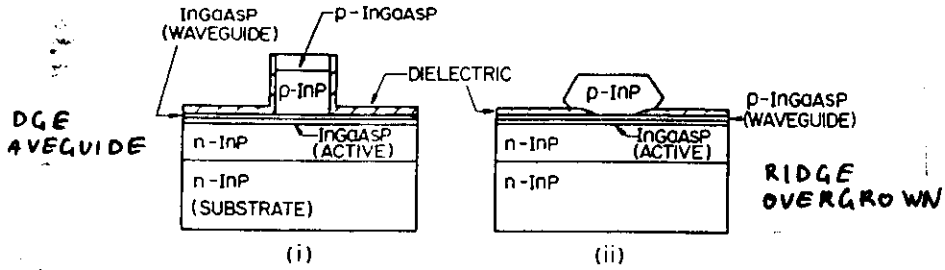 InGaAsP
(WAVEGUIDE)
p-InGaAsP
p-InP
DIELECTRIC
p-InP
p-InGaAsP
(WAVEGUIDE)
DGE
AVEGUIDE
InGaAsP
(ACTIVE)
InGaAsP
(ACTIVE)
n-InP
n-InP
n-InP
(SUBSTRATE)
n-InP
RIDGE
OVERGROWN
(i)
(ii)